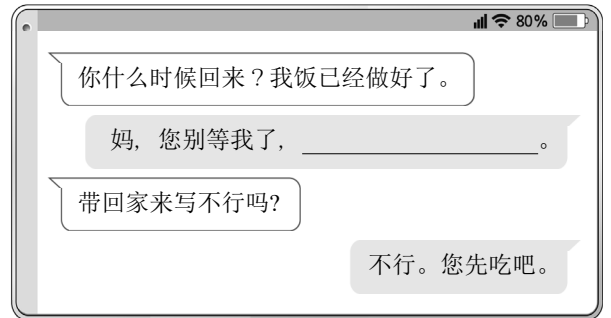 80%
你什么时候回来？我饭已经做好了。
妈, 您别等我了, ____________________。
带回家来写不行吗?
不行。您先吃吧。